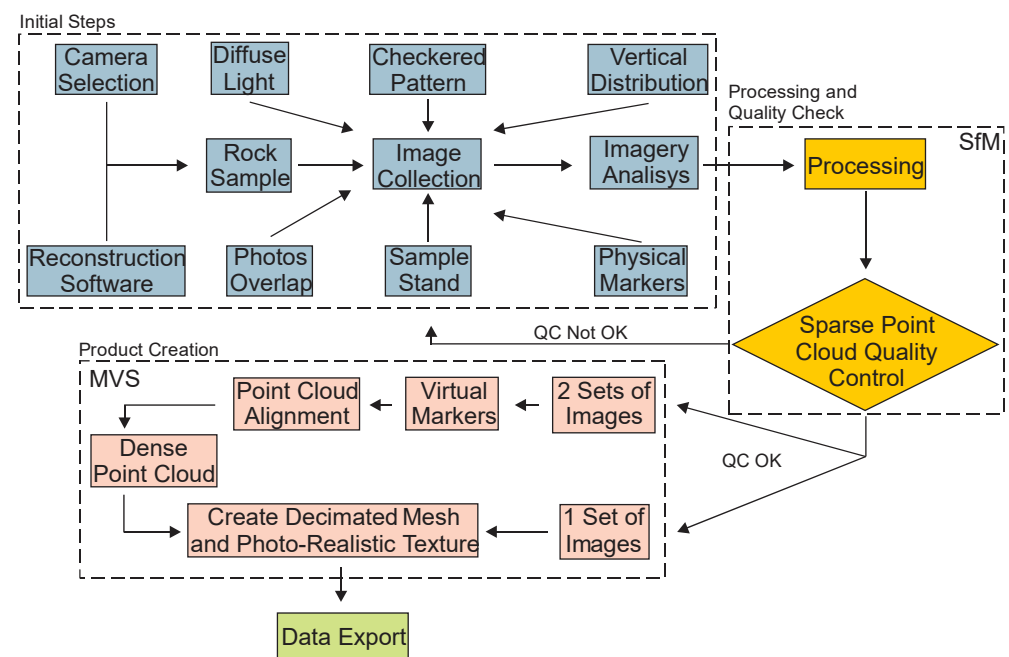 Initial Steps
Camera
Selection
Diffuse
Light
Checkered
Pattern
Vertical
Distribution
Rock
Sample
Image
Collection
Imagery
Analisys
Reconstruction
Software
Photos
Overlap
Sample
Stand
Physical
Markers
Processing and
Quality Check
SfM
Processing
Sparse Point
Cloud Quality
Control
QC Not OK
QC OK
Product Creation
MVS
Point Cloud
Alignment
Virtual
Markers
2 Sets of
Images
Dense
Point Cloud
Create Decimated Mesh
and Photo-Realistic Texture
1 Set of
Images
Data Export